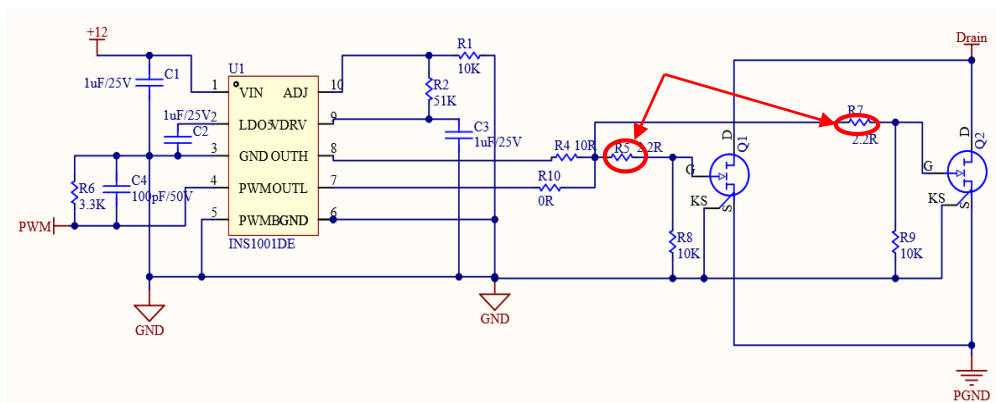 +12
C1
1uF/25V
1uF/25V
C2
R6
3.3K
C4
100pF/50V
PWM
GND
U1
1 VIN ADJ 10
2 LDO5 VDRV 9
3 GND OUTH 8
4 PWM OUTL 7
5 PWMB GND 6
INS1001DE
R1
10K
R2
51K
C3
1uF/25V
GND
R4 10R
R10
0R
R5 2.2R
R8
10K
G
D
Q1
KS
S
R7
2.2R
R9
10K
Drain
G
D
Q2
KS
S
PGND